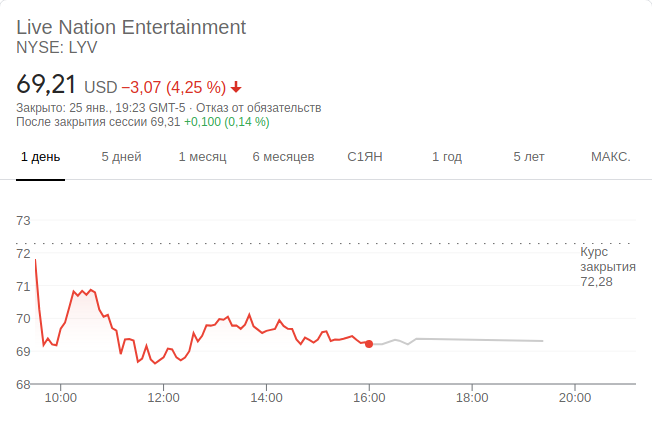 Live Nation Entertainment
NYSE: LYV
69,21 USD −3,07 (4,25 %)
Закрыто: 25 янв., 19:23 GMT-5 · Отказ от обязательств
После закрытия сессии 69,31 +0,100 (0,14 %)
1 день 5 дней 1 месяц 6 месяцев С1ЯН 1 год 5 лет МАКС.
73
72
71
70
69
68
Курс
закрытия
72,28
10:00 12:00 14:00 16:00 18:00 20:00